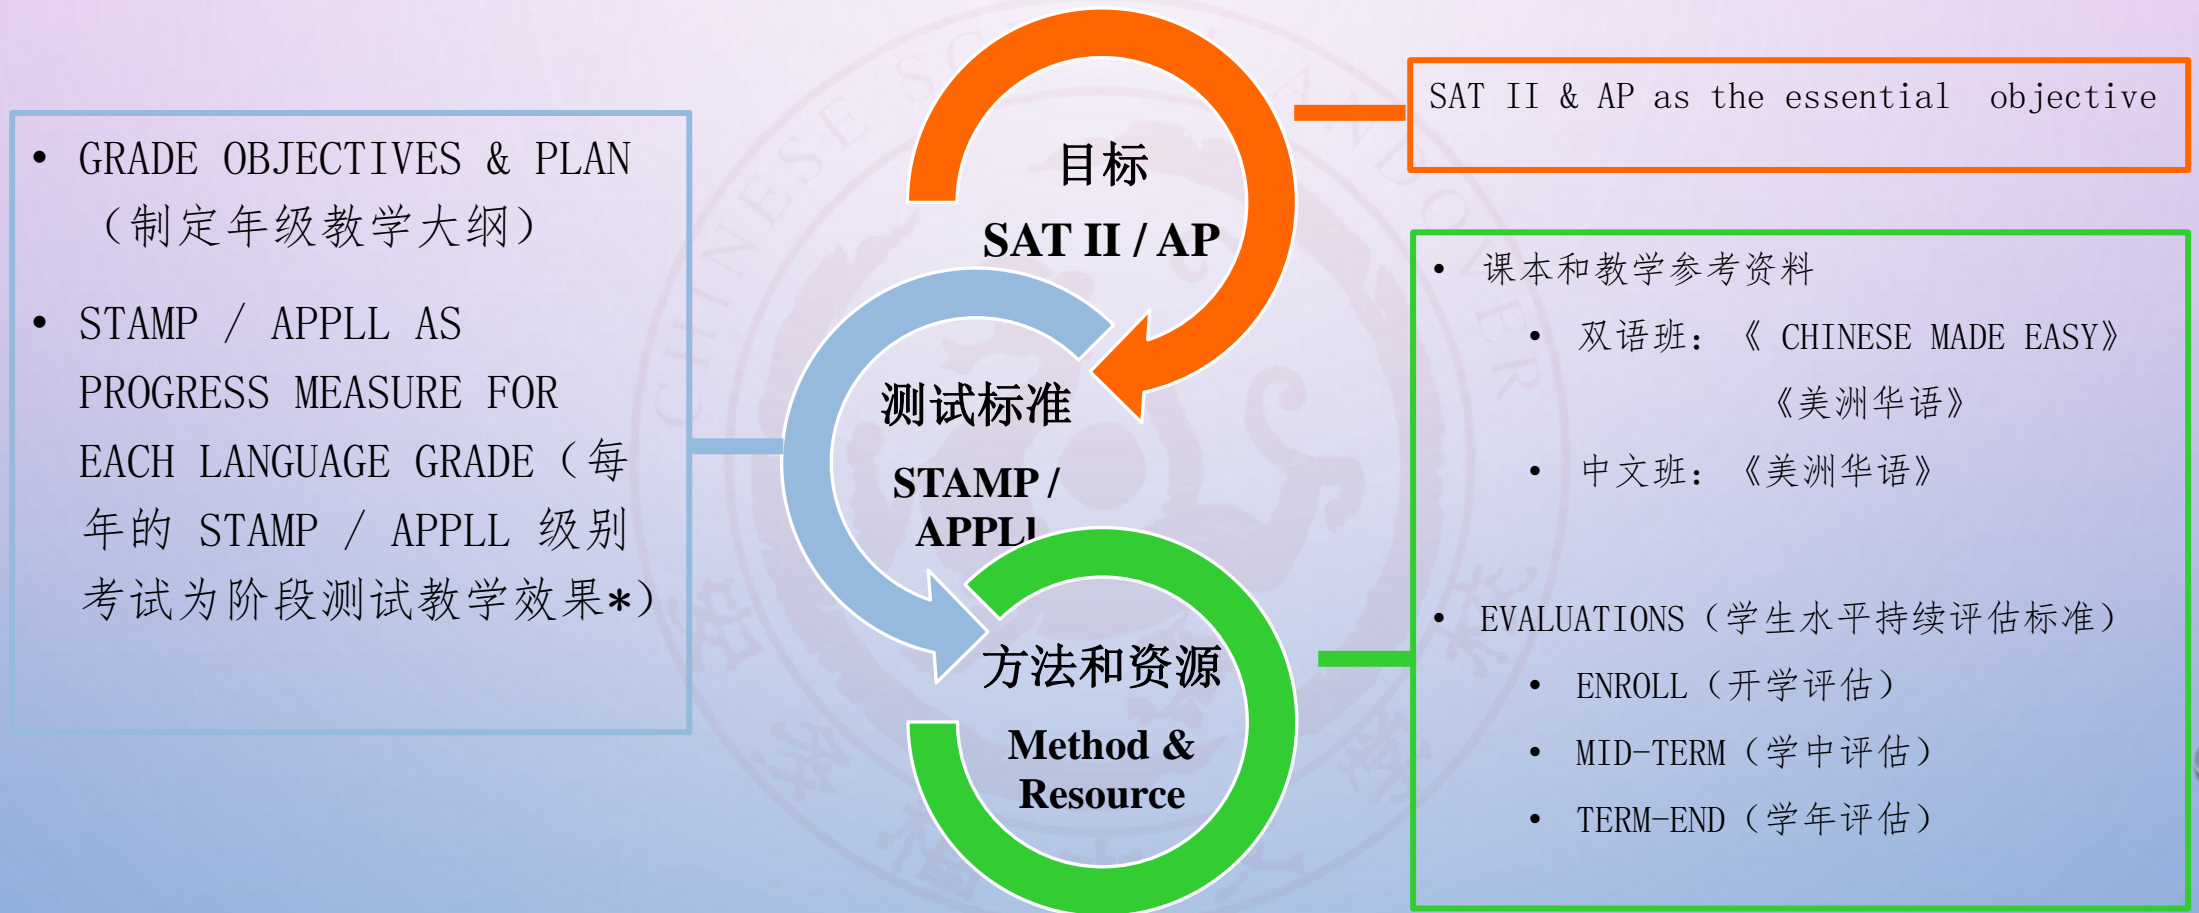 • GRADE OBJECTIVES & PLAN
（制定年级教学大纲）
• STAMP / APPLL AS
PROGRESS MEASURE FOR
EACH LANGUAGE GRADE（每
年的 STAMP / APPLL 级别
考试为阶段测试教学效果*）
目标
SAT II / AP
测试标准
STAMP /
APPLl
方法和资源
Method &
Resource
SAT II & AP as the essential objective
• 课本和教学参考资料
• 双语班：《 CHINESE MADE EASY》
《美洲华语》
• 中文班：《美洲华语》
• EVALUATIONS（学生水平持续评估标准）
• ENROLL（开学评估）
• MID-TERM（学中评估）
• TERM-END（学年评估）
CHINESE SCHOOL ANDOVER